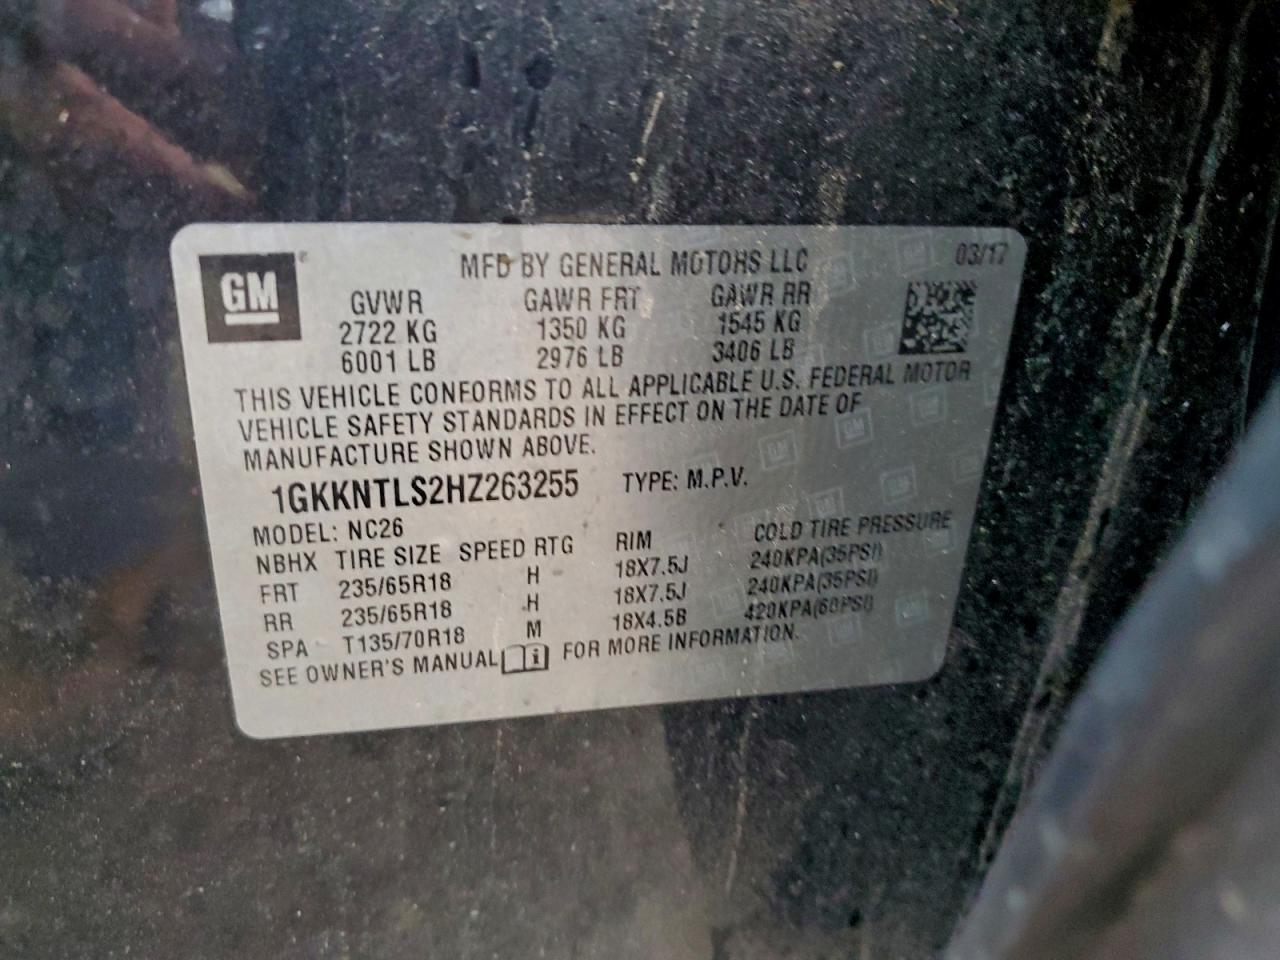 GM
MFD BY GENERAL MOTORS LLC 03/17
GVWR GAWR FRT GAWR RR
2722 KG 1350 KG 1545 KG
6001 LB 2976 LB 3406 LB
THIS VEHICLE CONFORMS TO ALL APPLICABLE U.S. FEDERAL MOTOR
VEHICLE SAFETY STANDARDS IN EFFECT ON THE DATE OF
MANUFACTURE SHOWN ABOVE.
1GKKNTLS2HZ263255 TYPE: M.P.V.
MODEL: NC26
NBHX TIRE SIZE SPEED RTG RIM COLD TIRE PRESSURE
FRT 235/65R18 H 18X7.5J 240KPA(35PSI)
RR 235/65R18 H 18X7.5J 240KPA(35PSI)
SPA T135/70R18 M 18X4.5B 420KPA(60PSI)
SEE OWNER'S MANUAL i FOR MORE INFORMATION.